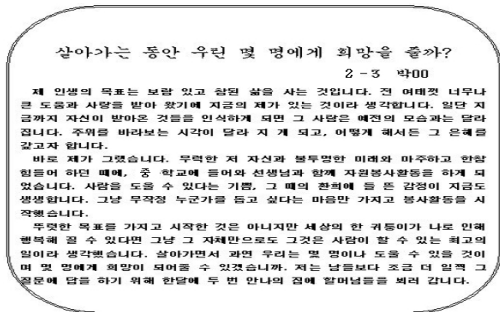 살아가는 동안 우린 몇 명에게 희망을 줄까?
2 - 3 박00
제 인생의 목표는 보람 있고 참된 삶을 사는 것입니다. 전 여태껏 너무나
큰 도움과 사랑을 받아 왔기에 지금의 제가 있는 것이라 생각합니다. 일단 지
금까지 자신이 받아온 것들을 인식하게 되면 그 사람은 예전의 모습과는 달라
집니다. 주위를 바라보는 시각이 달라 지 게 되고, 어떻게 해서든 그 은혜를
갚고자 합니다.
바로 제가 그랬습니다. 무력한 저 자신과 불투명한 미래와 마주하고 한참
힘들어 하던 때에, 중 학교에 들어와 선생님과 함께 자원봉사활동을 하게 되
었습니다. 사람을 도울 수 있다는 기쁨, 그 때의 환희에 들 뜬 감정이 지금도
생생합니다. 그냥 무작정 누군가를 돕고 싶다는 마음만 가지고 봉사활동을 시
작했습니다.
뚜렷한 목표를 가지고 시작한 것은 아니지만 세상의 한 귀퉁이가 나로 인해
행복해 질 수 있다면 그냥 그 자체만으로도 그것은 사람이 할 수 있는 최고의
일이라 생각했습니다. 살아가면서 과연 우리는 몇 명이나 도울 수 있을 것이
며 몇 명에게 희망이 되어줄 수 있겠습니까. 저는 남들보다 조금 더 일찍 그
질문에 답을 하기 위해 한달에 두 번 만나의 집에 할머님들을 뵈러 갑니다.